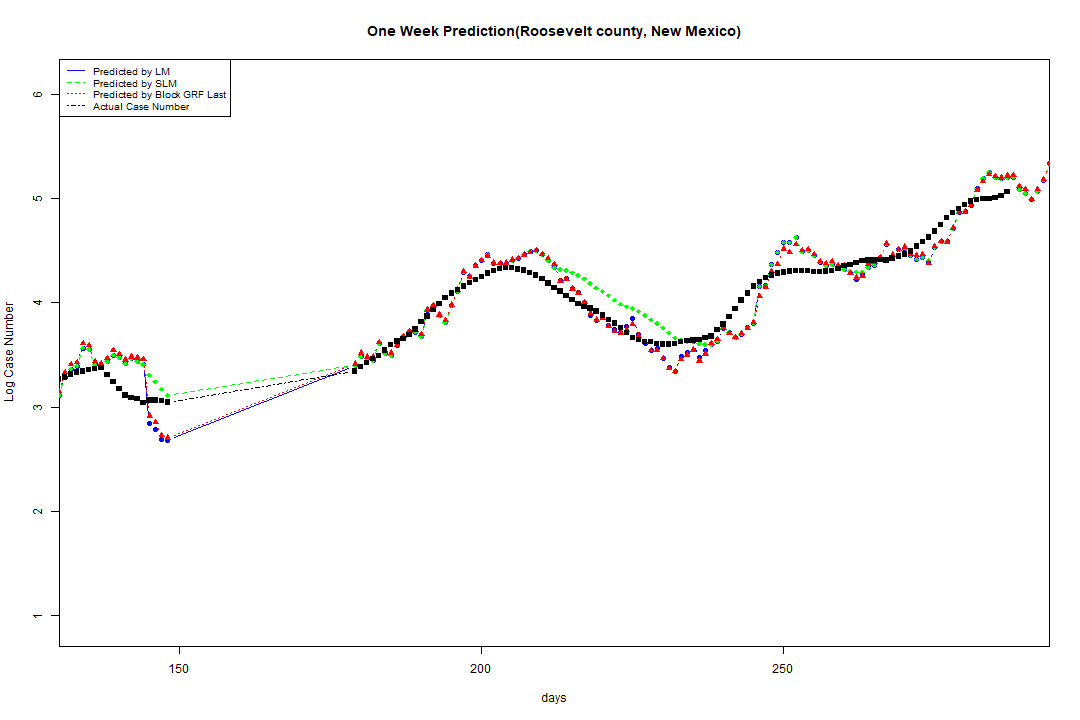 One Week Prediction(Roosevelt county, New Mexico)
Predicted by LM
Predicted by SLM
Predicted by Block GRF Last
Actual Case Number
6
5
4
3
2
1
Log Case Number
150
200
250
days